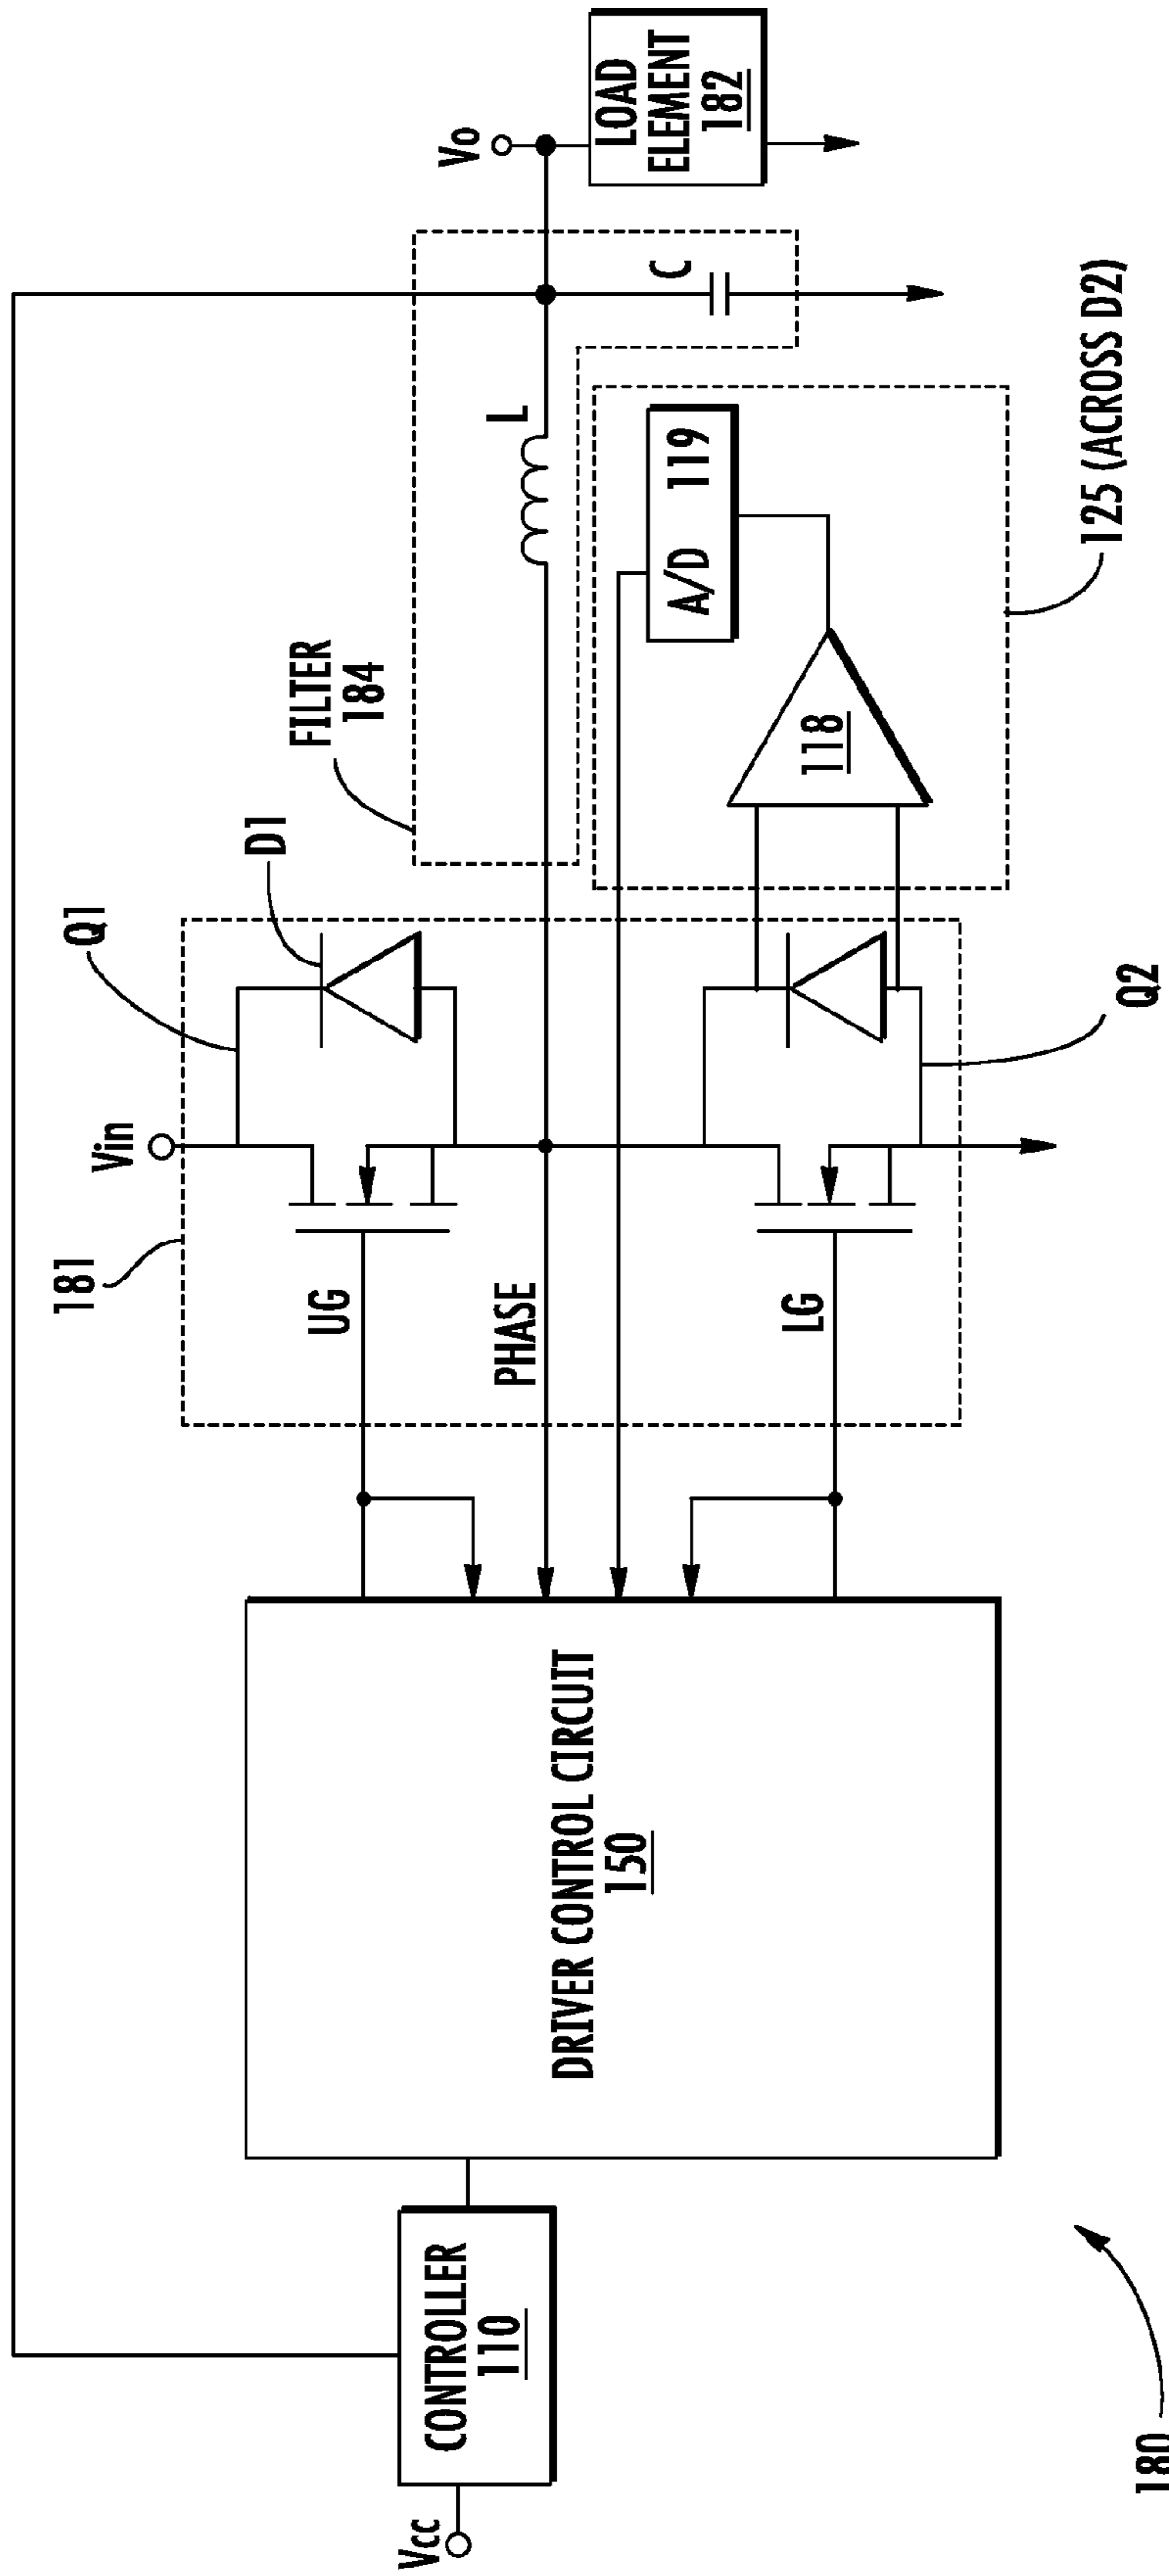 Vcc
CONTROLLER
110
180
DRIVER CONTROL CIRCUIT
150
181
Vin
Q1
D1
UG
PHASE
LG
Q2
FILTER
184
L
C
118
A/D 119
125 (ACROSS D2)
Vo
LOAD
ELEMENT
182